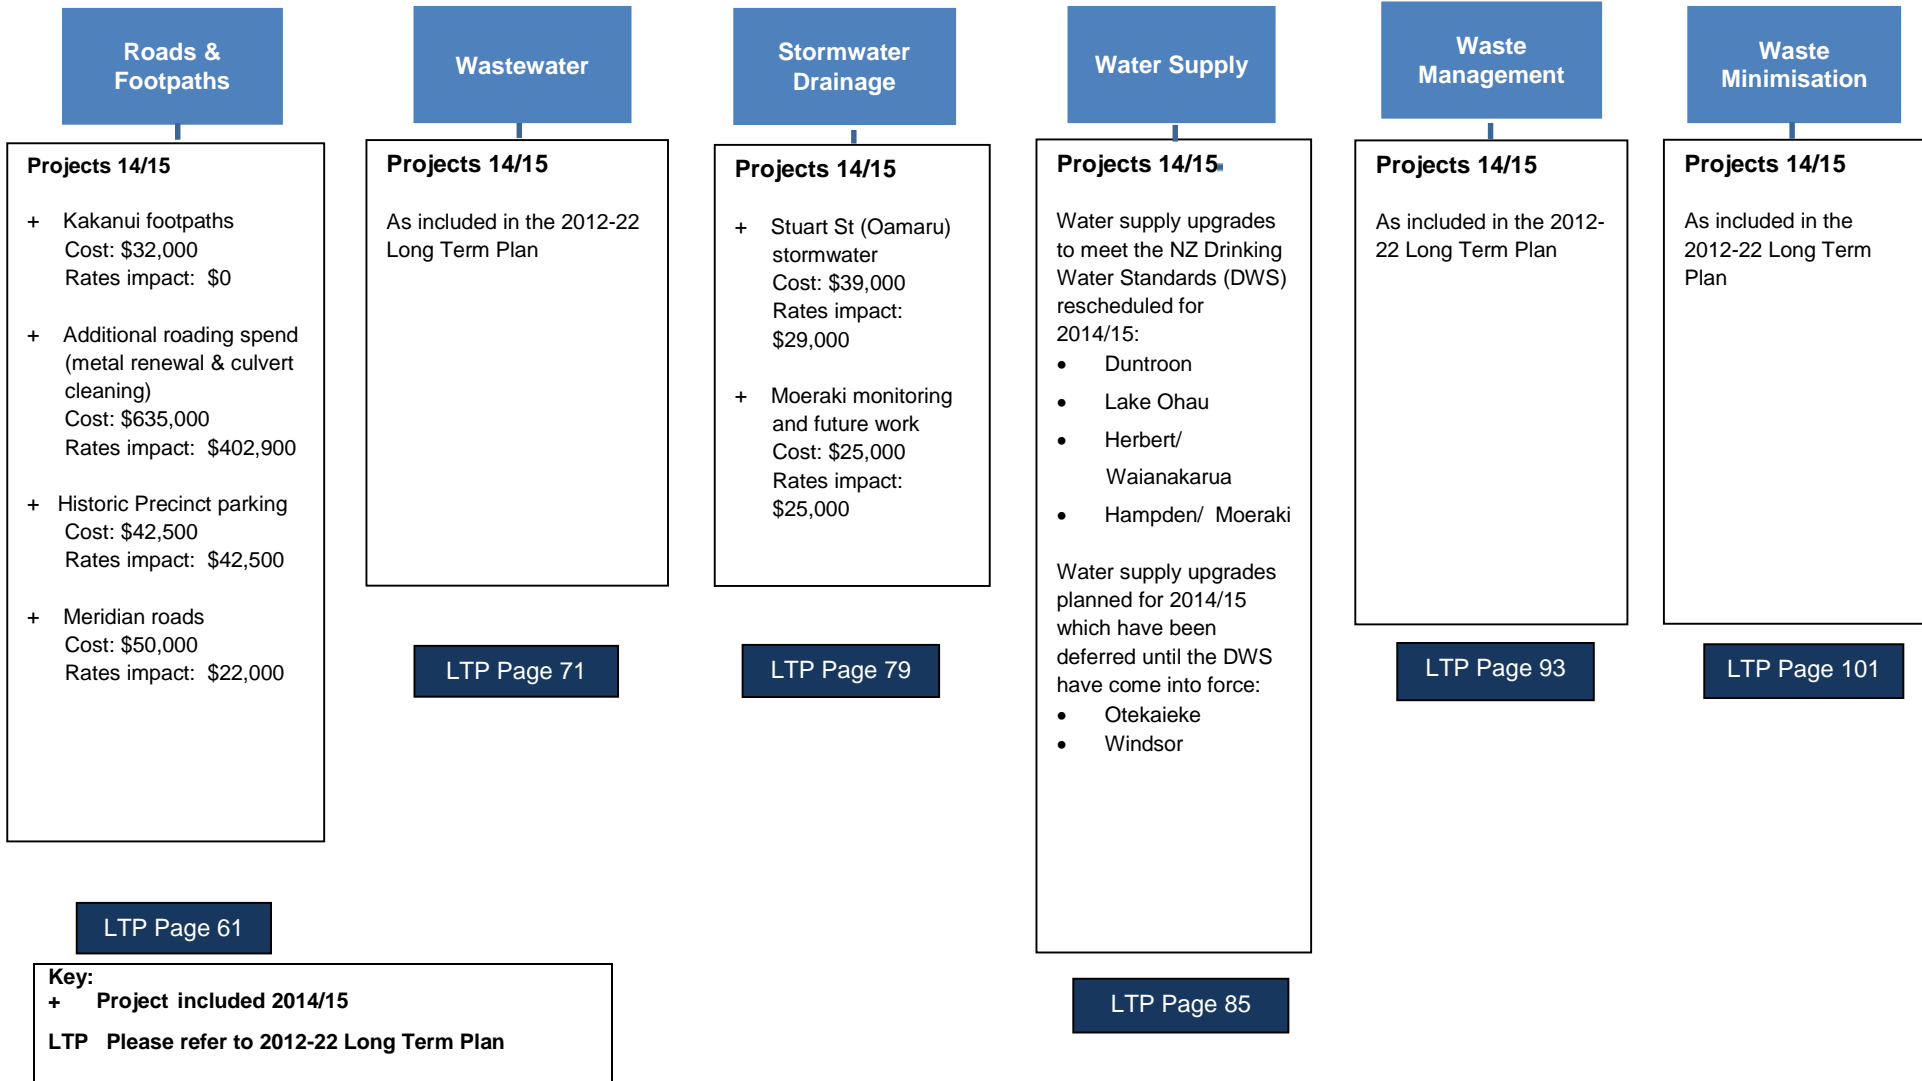 Roads &
Footpaths
Projects 14/15
+ Kakanui footpaths
Cost: $32,000
Rates impact: $0
+ Additional roading spend
(metal renewal & culvert
cleaning)
Cost: $635,000
Rates impact: $402,900
+ Historic Precinct parking
Cost: $42,500
Rates impact: $42,500
+ Meridian roads
Cost: $50,000
Rates impact: $22,000
LTP Page 61
Wastewater
Projects 14/15
As included in the 2012-22
Long Term Plan
LTP Page 71
Stormwater
Drainage
Projects 14/15
+ Stuart St (Oamaru)
stormwater
Cost: $39,000
Rates impact:
$29,000
+ Moeraki monitoring
and future work
Cost: $25,000
Rates impact:
$25,000
LTP Page 79
Water Supply
Projects 14/15
Water supply upgrades
to meet the NZ Drinking
Water Standards (DWS)
rescheduled for
2014/15:
• Duntroon
• Lake Ohau
• Herbert/
Waianakarua
• Hampden/ Moeraki
Water supply upgrades
planned for 2014/15
which have been
deferred until the DWS
have come into force:
• Otekaieke
• Windsor
LTP Page 85
Waste
Management
Projects 14/15
As included in the 2012-
22 Long Term Plan
LTP Page 93
Waste
Minimisation
Projects 14/15
As included in the
2012-22 Long Term
Plan
LTP Page 101
Key:
+ Project included 2014/15
LTP Please refer to 2012-22 Long Term Plan